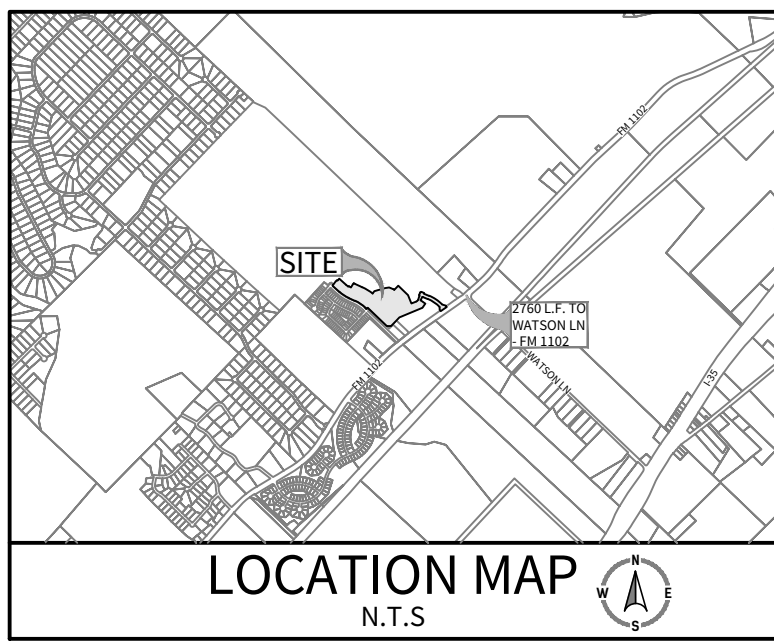 FM 1102
SITE
2760 L.F. TO
WATSON LN
- FM 1102
WATSON LN
FM 1102
I-35
LOCATION MAP
N.T.S
N
W
E
S